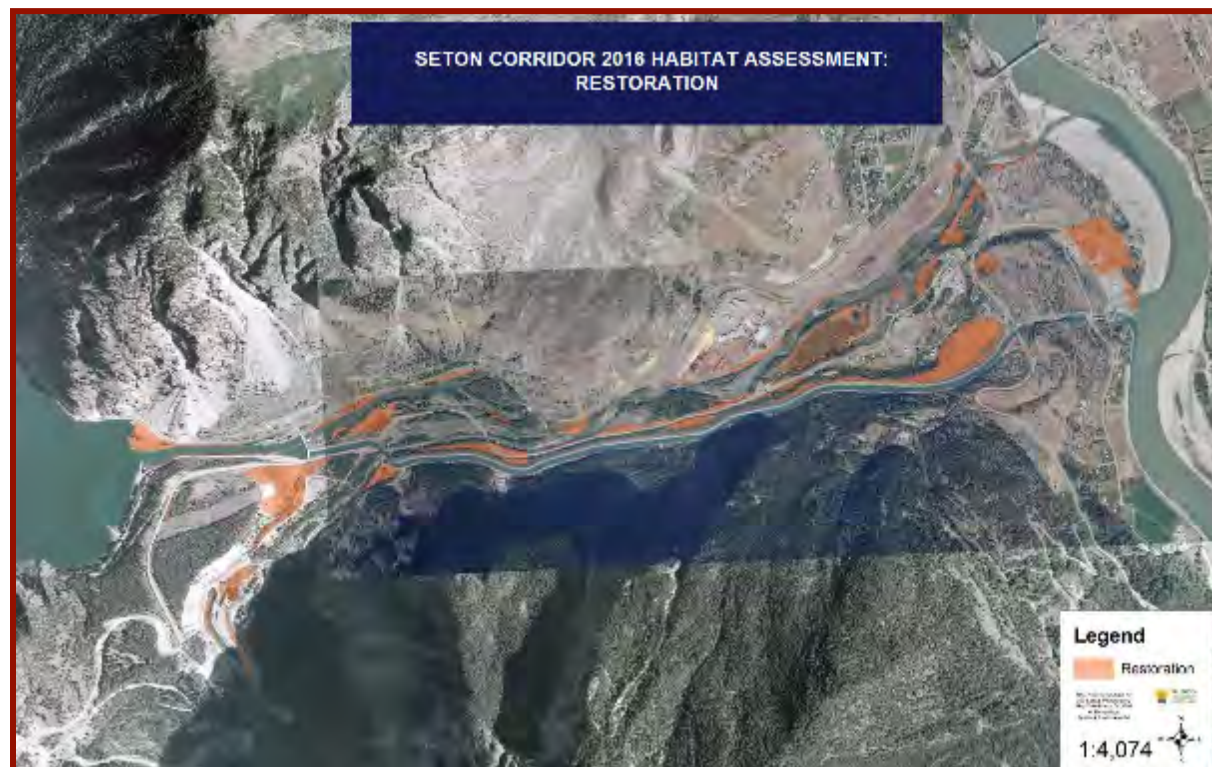 SETON CORRIDOR 2016 HABITAT ASSESSMENT:
RESTORATION
Legend
Restoration
1:4,074